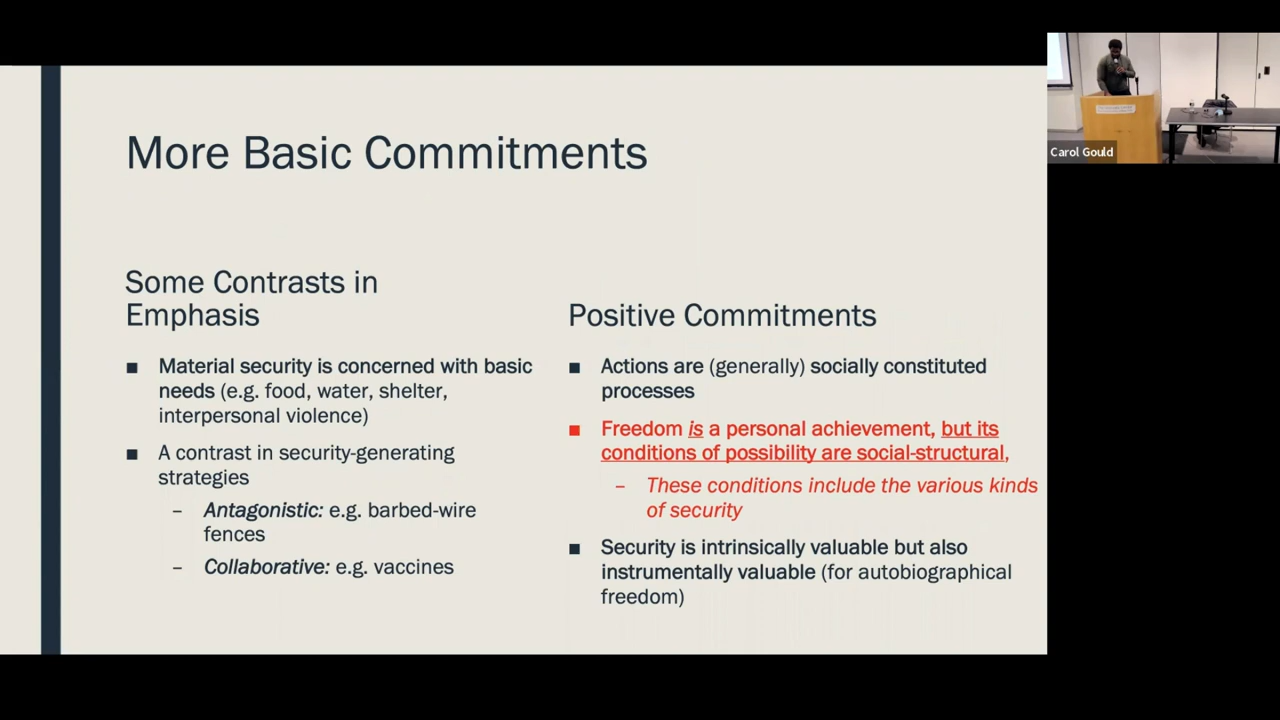 More Basic Commitments
Some Contrasts in
Emphasis
■ Material security is concerned with basic
needs (e.g. food, water, shelter,
interpersonal violence)
■ A contrast in security-generating
strategies
– Antagonistic: e.g. barbed-wire
fences
– Collaborative: e.g. vaccines
Positive Commitments
■ Actions are (generally) socially constituted
processes
■ Freedom is a personal achievement, but its
conditions of possibility are social-structural,
– These conditions include the various kinds
of security
■ Security is intrinsically valuable but also
instrumentally valuable (for autobiographical
freedom)
Carol Gould